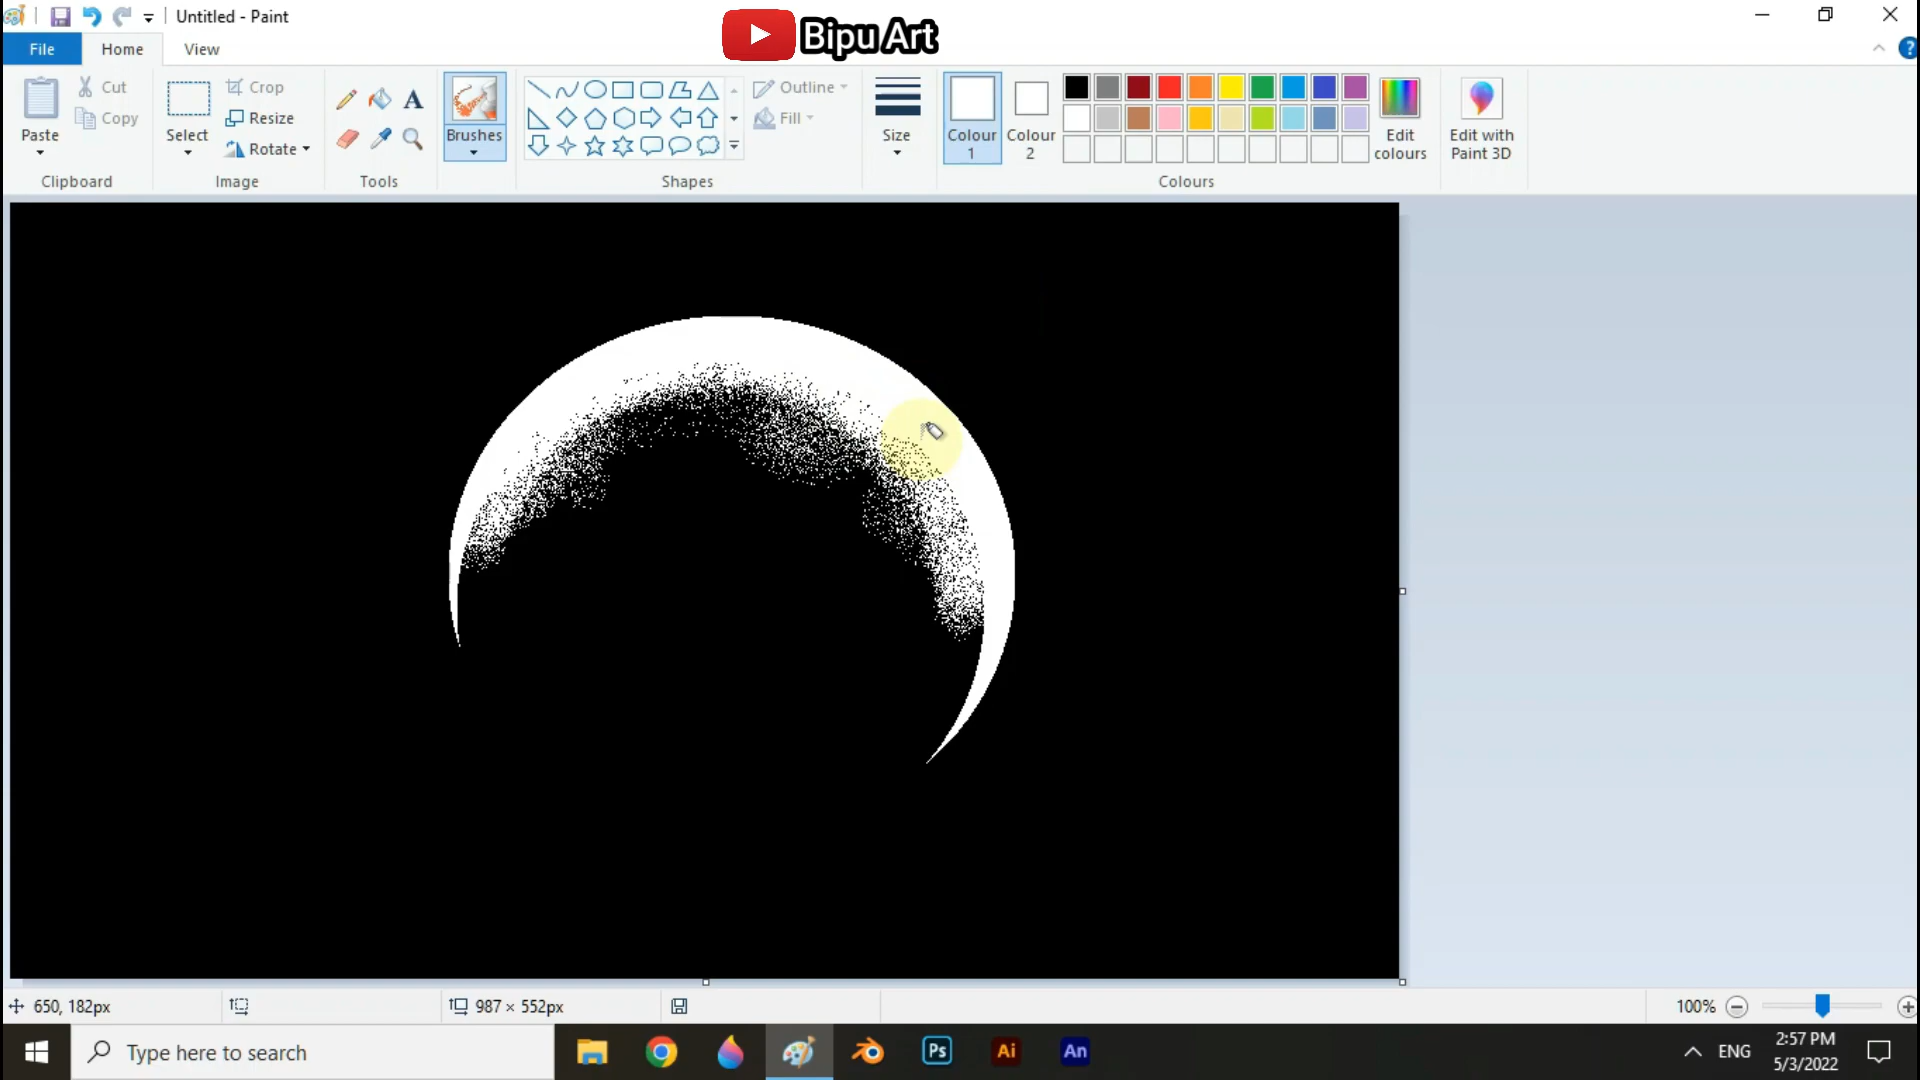 Untitled - Paint
Bipu Art
File
Home
View
?
Paste
Cut
Copy
Clipboard
Select
Crop
Resize
Rotate
Image
A
Tools
Brushes
Outline
Fill
Shapes
Size
Colour
1
Colour
2
Edit
colours
Colours
Edit with
Paint 3D
650, 182px
987 × 552px
100%
Type here to search
Ps
Ai
An
ENG
2:57 PM
5/3/2022